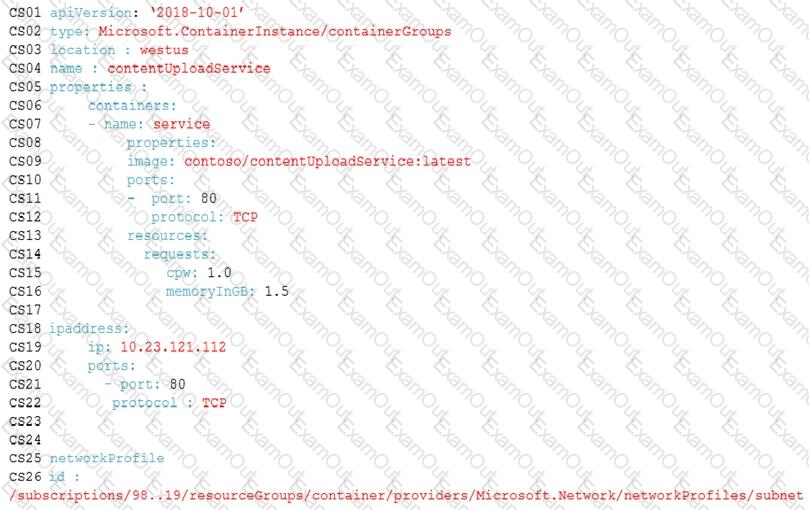 CS01 apiVersion: '2018-10-01'
CS02 type: Microsoft.ContainerInstance/containerGroups
CS03 location : westus
CS04 name : contentUploadService
CS05 properties :
CS06 containers:
CS07 - name: service
CS08 properties:
CS09 image: contoso/contentUploadService:latest
CS10 ports:
CS11 - port: 80
CS12 protocol: TCP
CS13 resources:
CS14 requests:
CS15 cpw: 1.0
CS16 memoryInGB: 1.5
CS17
CS18 ipaddress:
CS19 ip: 10.23.121.112
CS20 ports:
CS21 - port: 80
CS22 protocol : TCP
CS23
CS24
CS25 networkProfile
CS26 id :
/subscriptions/98..19/resourceGroups/container/providers/Microsoft.Network/networkProfiles/subnet